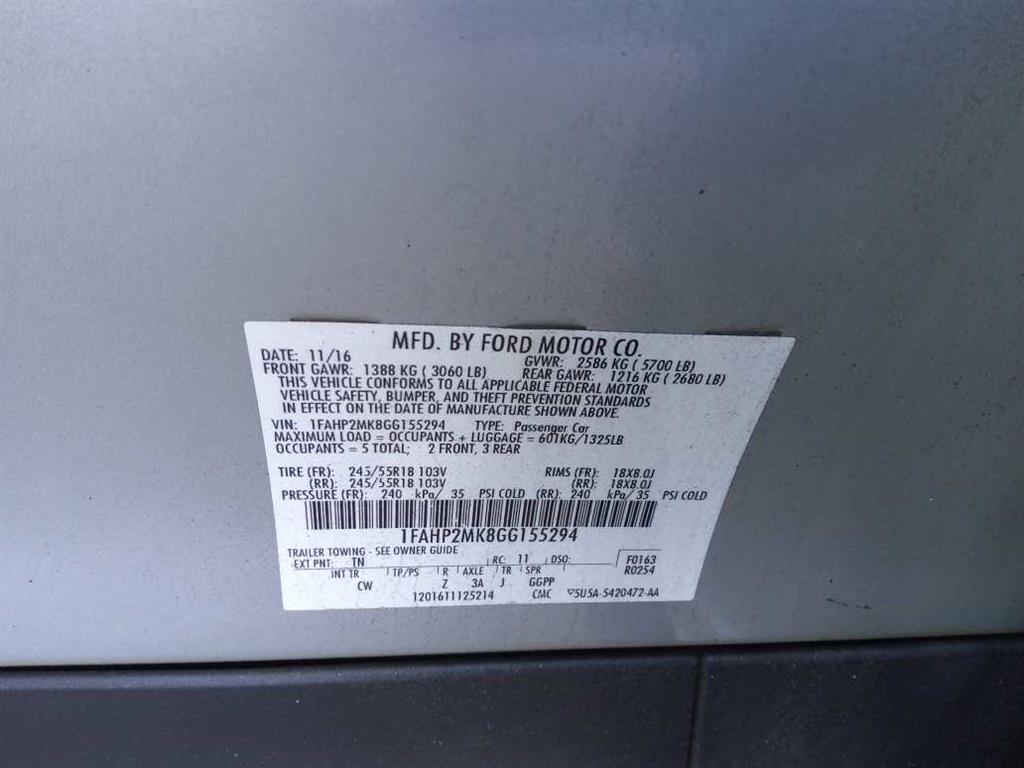 MFD. BY FORD MOTOR CO.
DATE: 11/16 GVWR: 2586 KG ( 5700 LB)
FRONT GAWR: 1388 KG ( 3060 LB) REAR GAWR: 1216 KG ( 2680 LB)
THIS VEHICLE CONFORMS TO ALL APPLICABLE FEDERAL MOTOR
VEHICLE SAFETY, BUMPER, AND THEFT PREVENTION STANDARDS
IN EFFECT ON THE DATE OF MANUFACTURE SHOWN ABOVE.
VIN: 1FAHP2MK8GG155294 TYPE: Passenger Car
MAXIMUM LOAD = OCCUPANTS + LUGGAGE = 601KG/1325LB
OCCUPANTS = 5 TOTAL; 2 FRONT, 3 REAR
TIRE (FR): 245/55R18 103V RIMS (FR): 18X8.0J
(RR): 245/55R18 103V (RR): 18X8.0J
PRESSURE (FR): 240 kPa/ 35 PSI COLD (RR): 240 kPa/ 35 PSI COLD
1FAHP2MK8GG155294
TRAILER TOWING - SEE OWNER GUIDE
EXT PNT: TN RC: 11 DSO: F0163
INT TR TP/PS R AXLE TR SPR R0254
CW Z 3A J GGPP
1201611125214 CMC ▽5U5A-5420472-AA